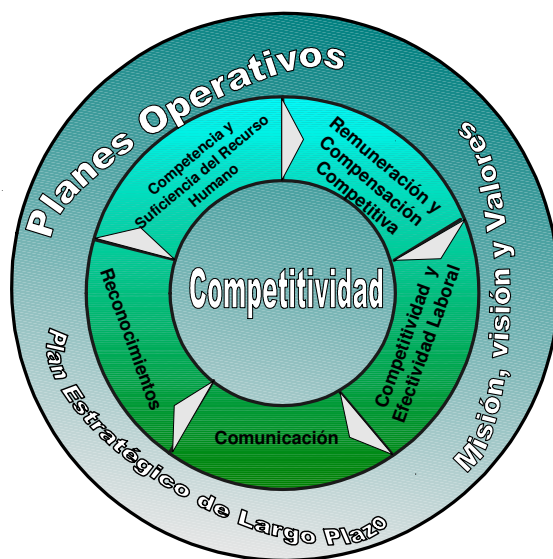 Planes Operativos
Misión, visión y Valores
Plan Estratégico de Largo Plazo
Competencia y
Suficiencia del Recurso
Humano
Remuneración y
Compensación
Competitiva
Competitividad y
Efectividad Laboral
Comunicación
Reconocimientos
Competitividad